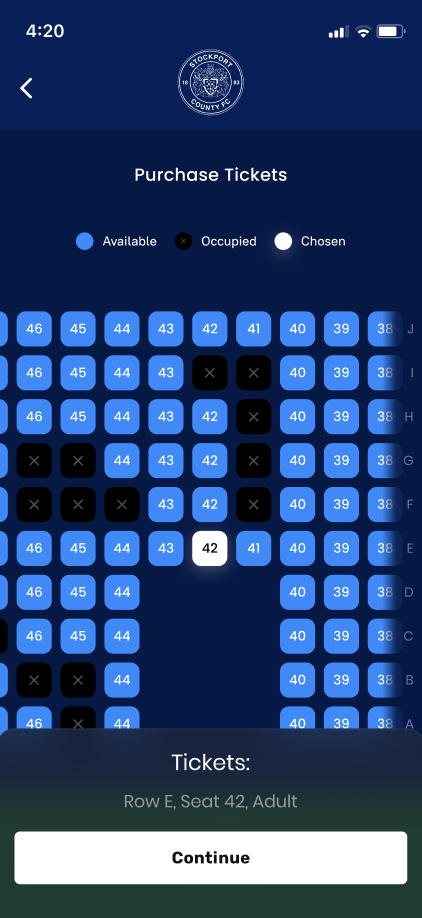 4:20
STOCKPORT
18 83
COUNTY FC
Purchase Tickets
Available Occupied Chosen
46 45 44 43 42 41 40 39 38 J
46 45 44 43 40 39 38 I
46 45 44 43 42 40 39 38 H
44 43 42 40 39 38 G
43 42 40 39 38 F
46 45 44 43 42 41 40 39 38 E
46 45 44 40 39 38 D
46 45 44 40 39 38 C
44 40 39 38 B
46 44 40 39 38 A
Tickets:
Row E, Seat 42, Adult
Continue